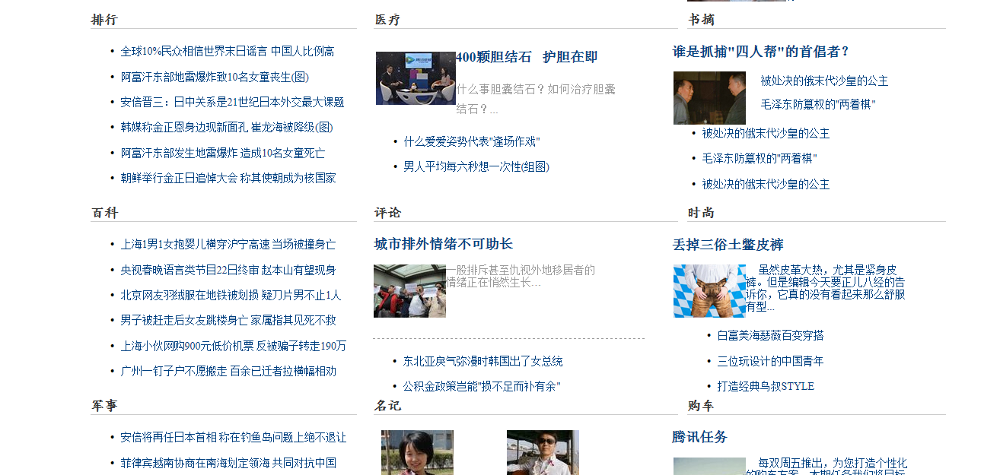 排行
全球10%民众相信世界末日谣言 中国人比例高
阿富汗东部地雷爆炸致10名女童丧生(图)
安倍晋三：日中关系是21世纪日本外交最大课题
韩媒称金正恩身边现新面孔 崔龙海被降级(图)
阿富汗东部发生地雷爆炸 造成10名女童死亡
朝鲜举行金正日追悼大会 称其使朝成为核国家
医疗
400颗胆结石 护胆在即
什么事胆囊结石？如何治疗胆囊
结石？...
什么爱爱姿势代表"逢场作戏"
男人平均每六秒想一次性(组图)
书摘
谁是抓捕"四人帮"的首倡者？
被处决的俄末代沙皇的公主
毛泽东防篡权的"两着棋"
被处决的俄末代沙皇的公主
毛泽东防篡权的"两着棋"
被处决的俄末代沙皇的公主
百科
上海1男1女抱婴儿横穿沪宁高速 当场被撞身亡
央视春晚语言类节目22日终审 赵本山有望现身
北京网友羽绒服在地铁被划损 疑刀片男不止1人
男子被赶走后女友跳楼身亡 家属指其见死不救
上海小伙网购900元低价机票 反被骗子转走190万
广州一钉子户不愿搬走 百余已迁者拉横幅相劝
评论
城市排外情绪不可助长
一股排斥甚至仇视外地移居者的
情绪正在悄然生长…
东北亚戾气弥漫时韩国出了女总统
公积金政策岂能"损不足而补有余"
时尚
丢掉三俗土鳖皮裤
虽然皮革大热，尤其是紧身皮
裤。但是编辑今天要正儿八经的告
诉你，它真的没有看起来那么舒服
有型...
白富美海瑟薇百变穿搭
三位玩设计的中国青年
打造经典鸟叔STYLE
军事
安倍将再任日本首相 称在钓鱼岛问题上绝不退让
菲律宾越南协商在南海划定领海 共同对抗中国
名记
购车
腾讯任务
每双周五推出，为您打造个性化
的购车方案，本期任务我们将目标